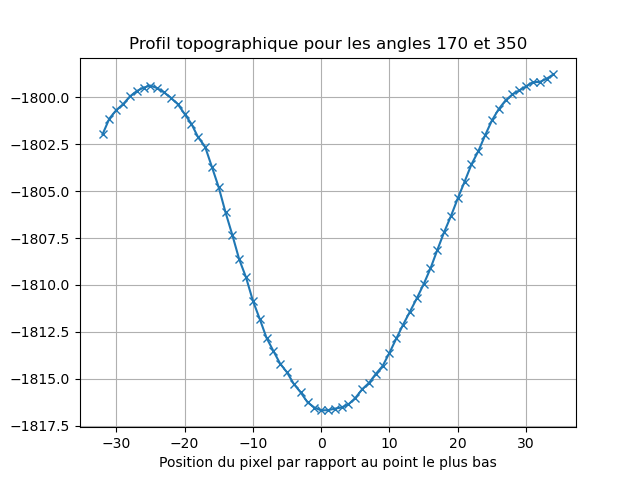 Profil topographique pour les angles 170 et 350
−1800.0
−1802.5
−1805.0
−1807.5
−1810.0
−1812.5
−1815.0
−1817.5
−30 −20 −10 0 10 20 30
Position du pixel par rapport au point le plus bas